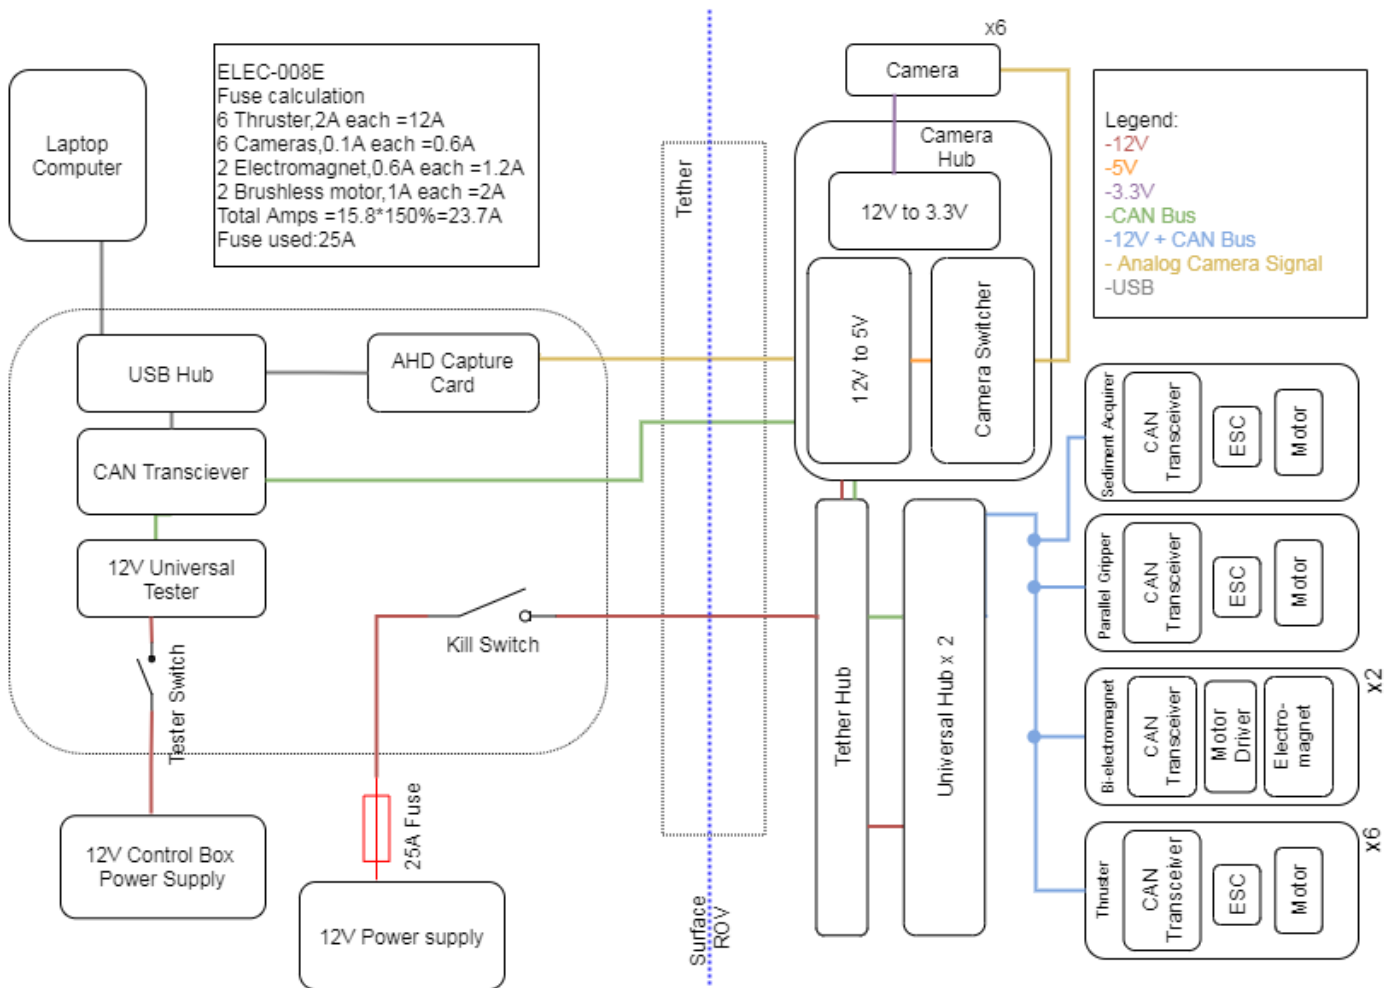 x6
ELEC-008E
Fuse calculation
6 Thruster,2A each =12A
6 Cameras,0.1A each =0.6A
2 Electromagnet,0.6A each =1.2A
2 Brushless motor,1A each =2A
Total Amps =15.8*150%=23.7A
Fuse used:25A
Laptop
Computer
Camera
Camera
Hub
12V to 3.3V
12V to 5V
Camera Switcher
Legend:
-12V
-5V
-3.3V
-CAN Bus
-12V + CAN Bus
- Analog Camera Signal
-USB
Tether
USB Hub
AHD Capture
Card
CAN Transciever
12V Universal
Tester
Tester Switch
Kill Switch
25A Fuse
12V Control Box
Power Supply
12V Power supply
Surface
ROV
Tether Hub
Universal Hub x 2
Sediment Acquirer
CAN
Transceiver
ESC
Motor
Parallel Gripper
CAN
Transceiver
ESC
Motor
x2
Bi-electromagnet
CAN
Transceiver
Motor
Driver
Electro-
magnet
x6
Thruster
CAN
Transceiver
ESC
Motor